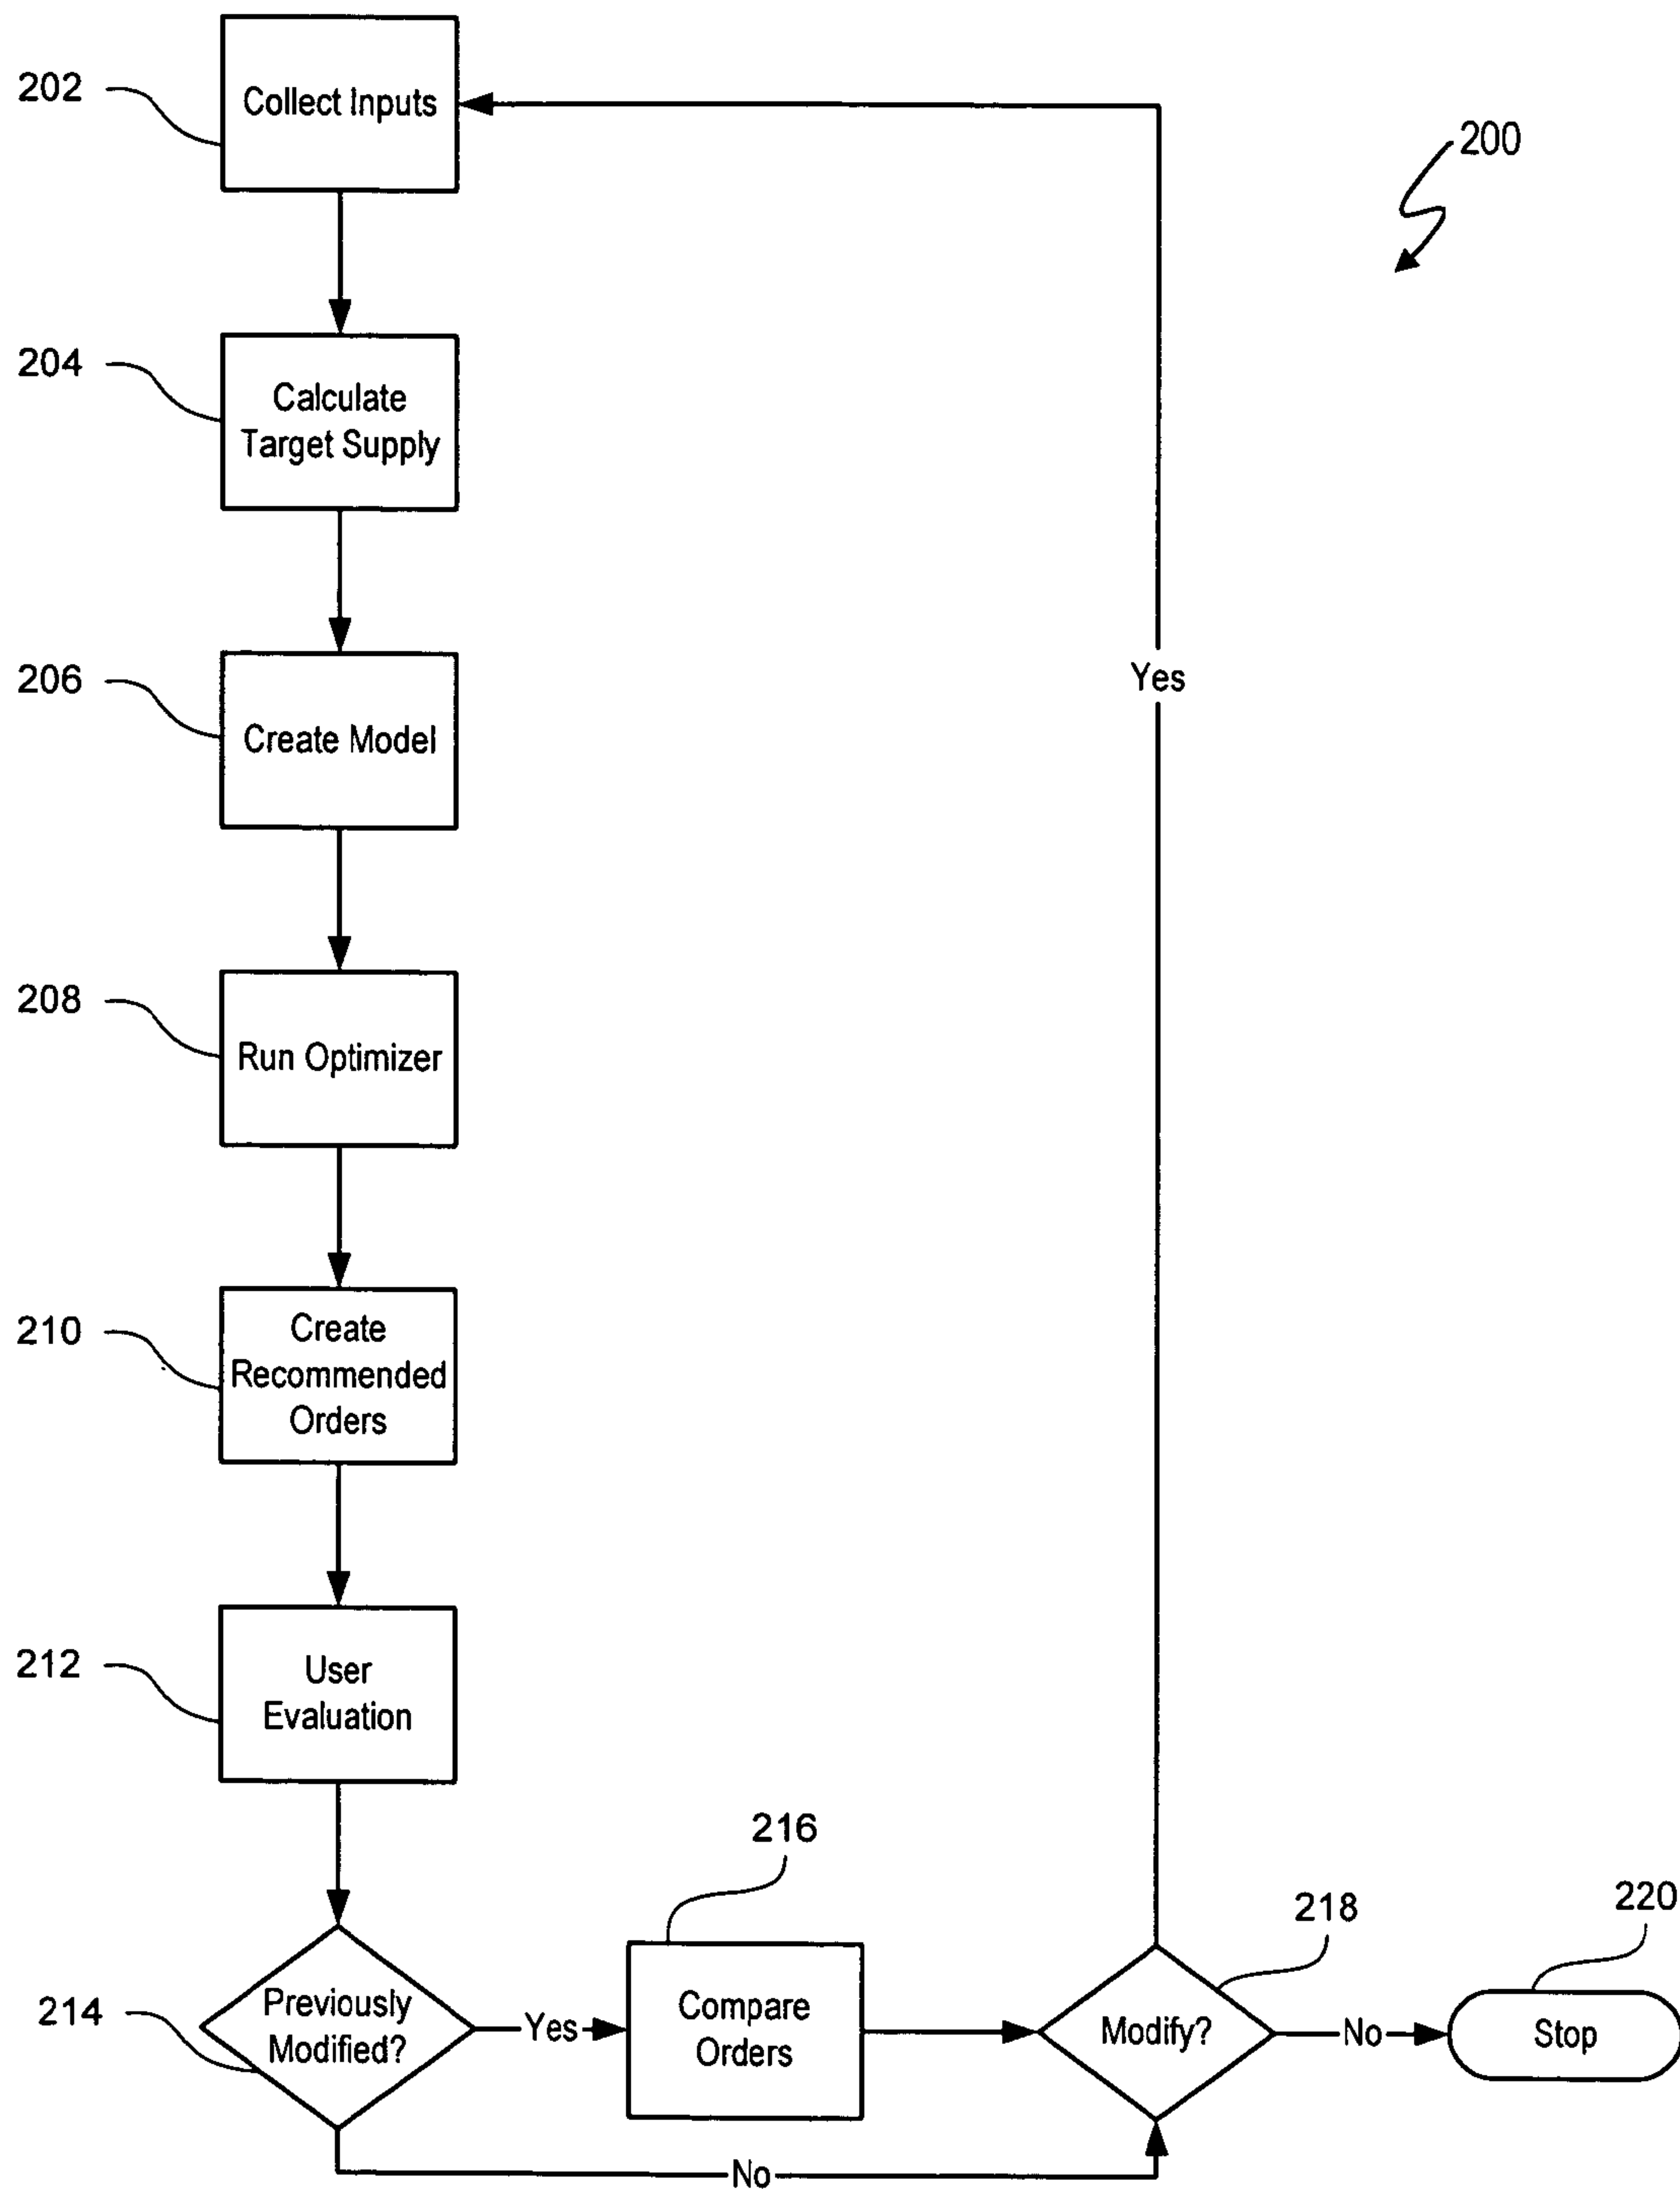 202
Collect Inputs
200
204
Calculate
Target Supply
206
Create Model
Yes
208
Run Optimizer
210
Create
Recommended
Orders
212
User
Evaluation
216
218
220
214
Previously
Modified?
Yes
Compare
Orders
Modify?
No
Stop
No